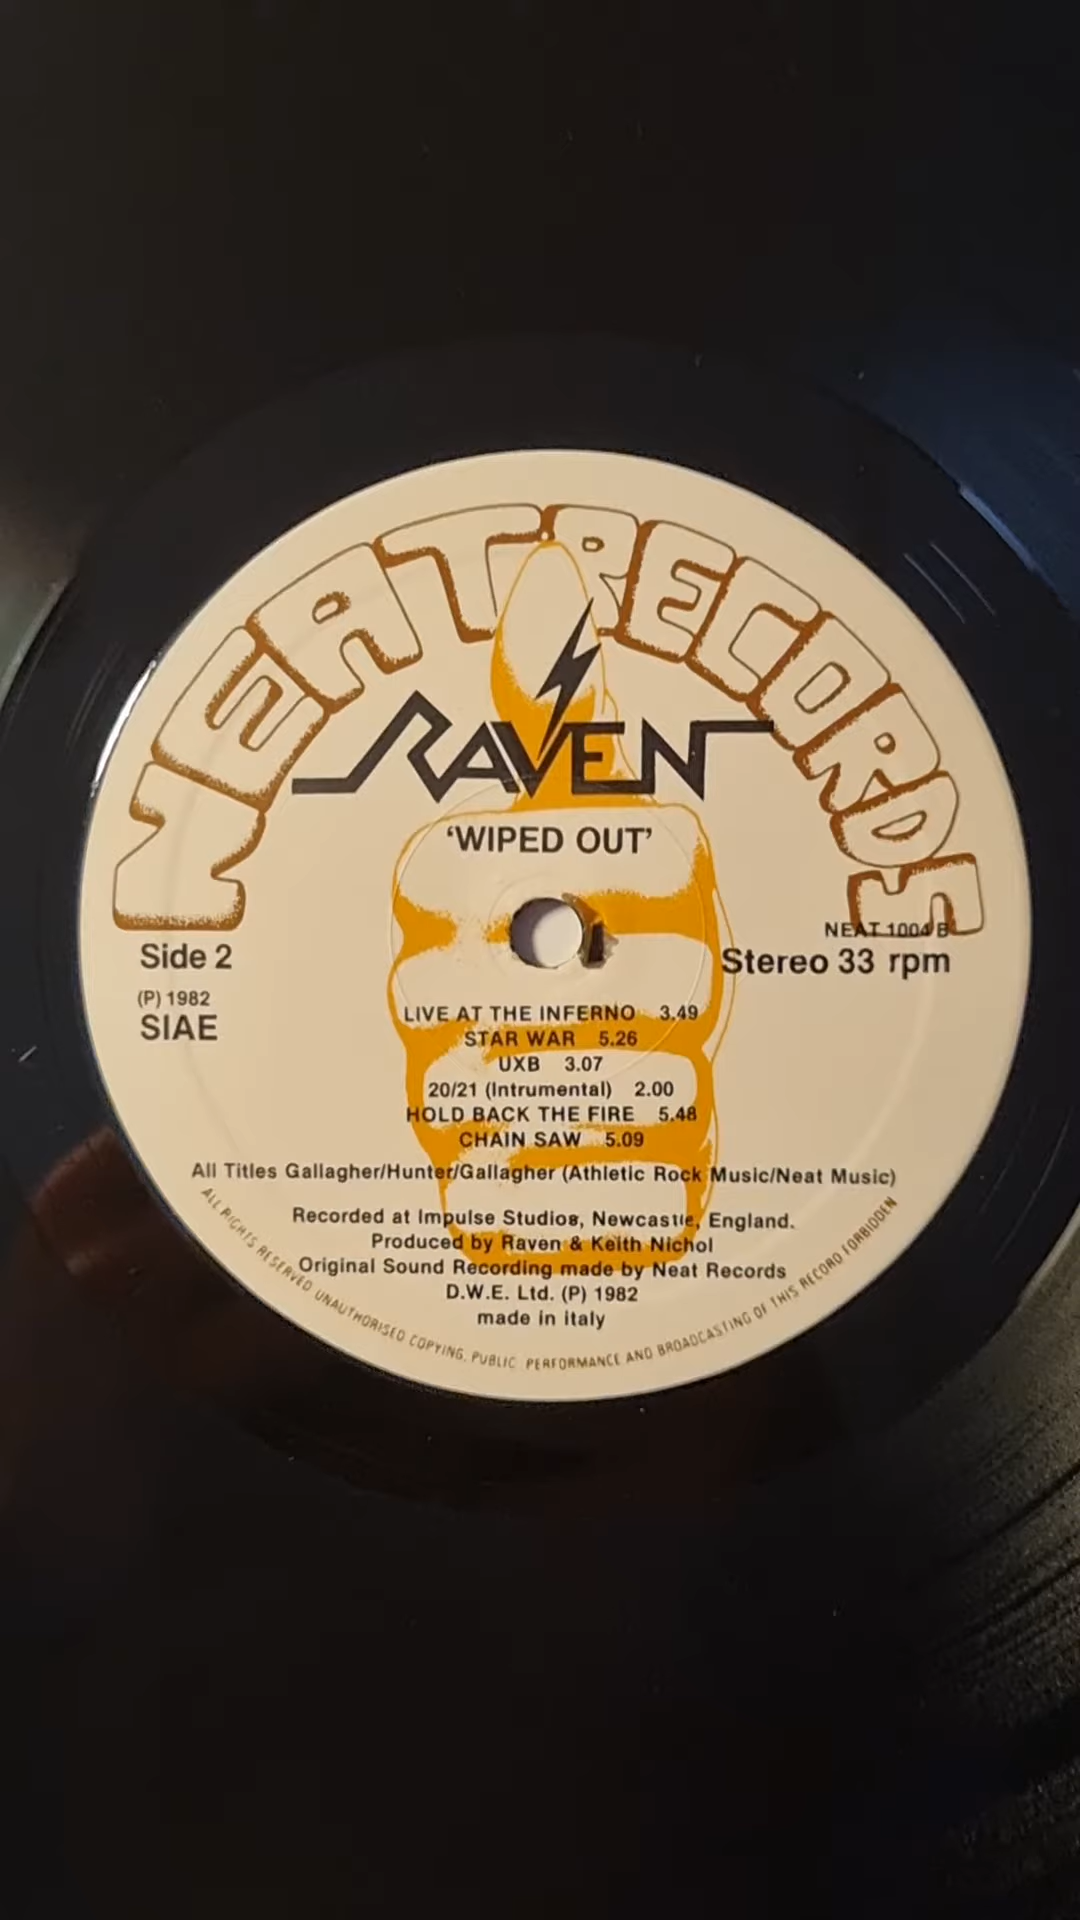 NEAT RECORDS
RAVEN
'WIPED OUT'
NEAT 1004 B
Side 2
Stereo 33 rpm
(P) 1982
SIAE
LIVE AT THE INFERNO 3.49
STAR WAR 5.26
UXB 3.07
20/21 (Intrumental) 2.00
HOLD BACK THE FIRE 5.48
CHAIN SAW 5.09
All Titles Gallagher/Hunter/Gallagher (Athletic Rock Music/Neat Music)
Recorded at Impulse Studios, Newcastle, England.
Produced by Raven & Keith Nichol
Original Sound Recording made by Neat Records
D.W.E. Ltd. (P) 1982
made in italy
ALL RIGHTS RESERVED UNAUTHORISED COPYING, PUBLIC PERFORMANCE AND BROADCASTING OF THIS RECORD FORBIDDEN